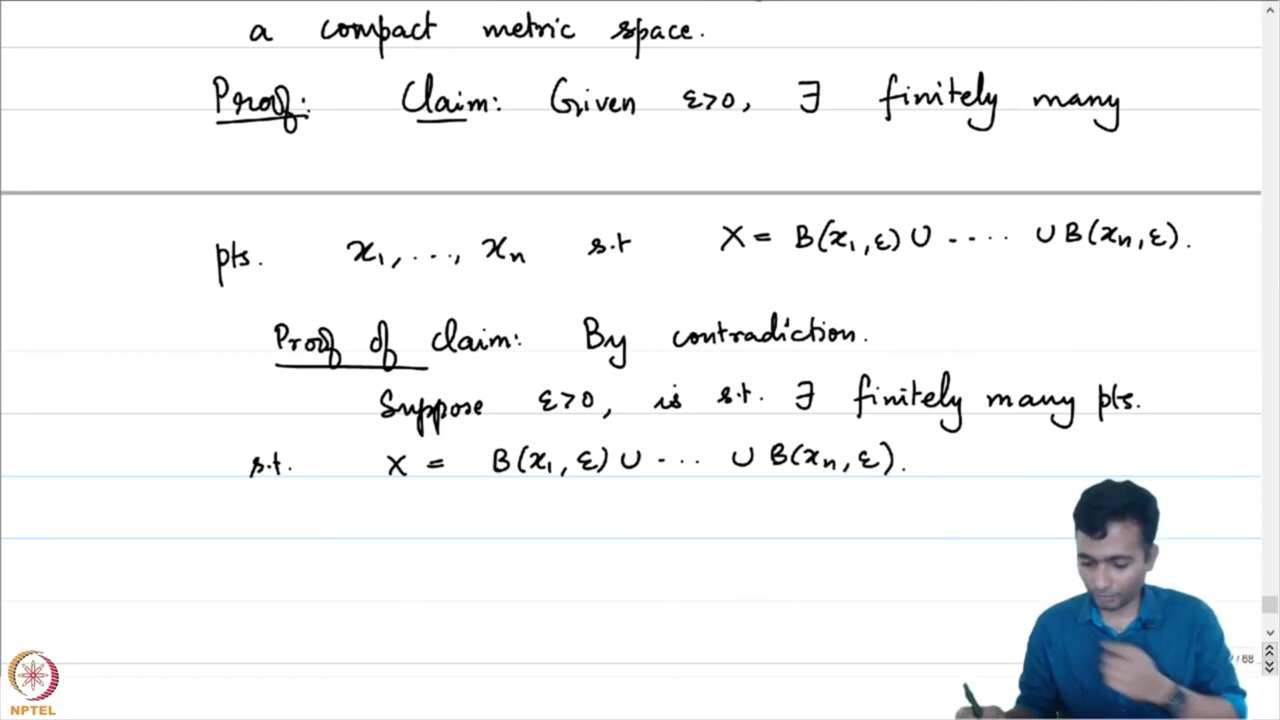 a compact metric space.
Proof: Claim: Given ε>0, ∃ finitely many
pts. x₁, ..., xₙ s.t X = B(x₁, ε) ∪ ---- ∪ B(xₙ, ε).
Proof of claim: By contradiction.
Suppose ε>0, is s.t. ∃ finitely many pts.
s.t. X = B(x₁, ε) ∪ --- ∪ B(xₙ, ε).
/ 68
NPTEL